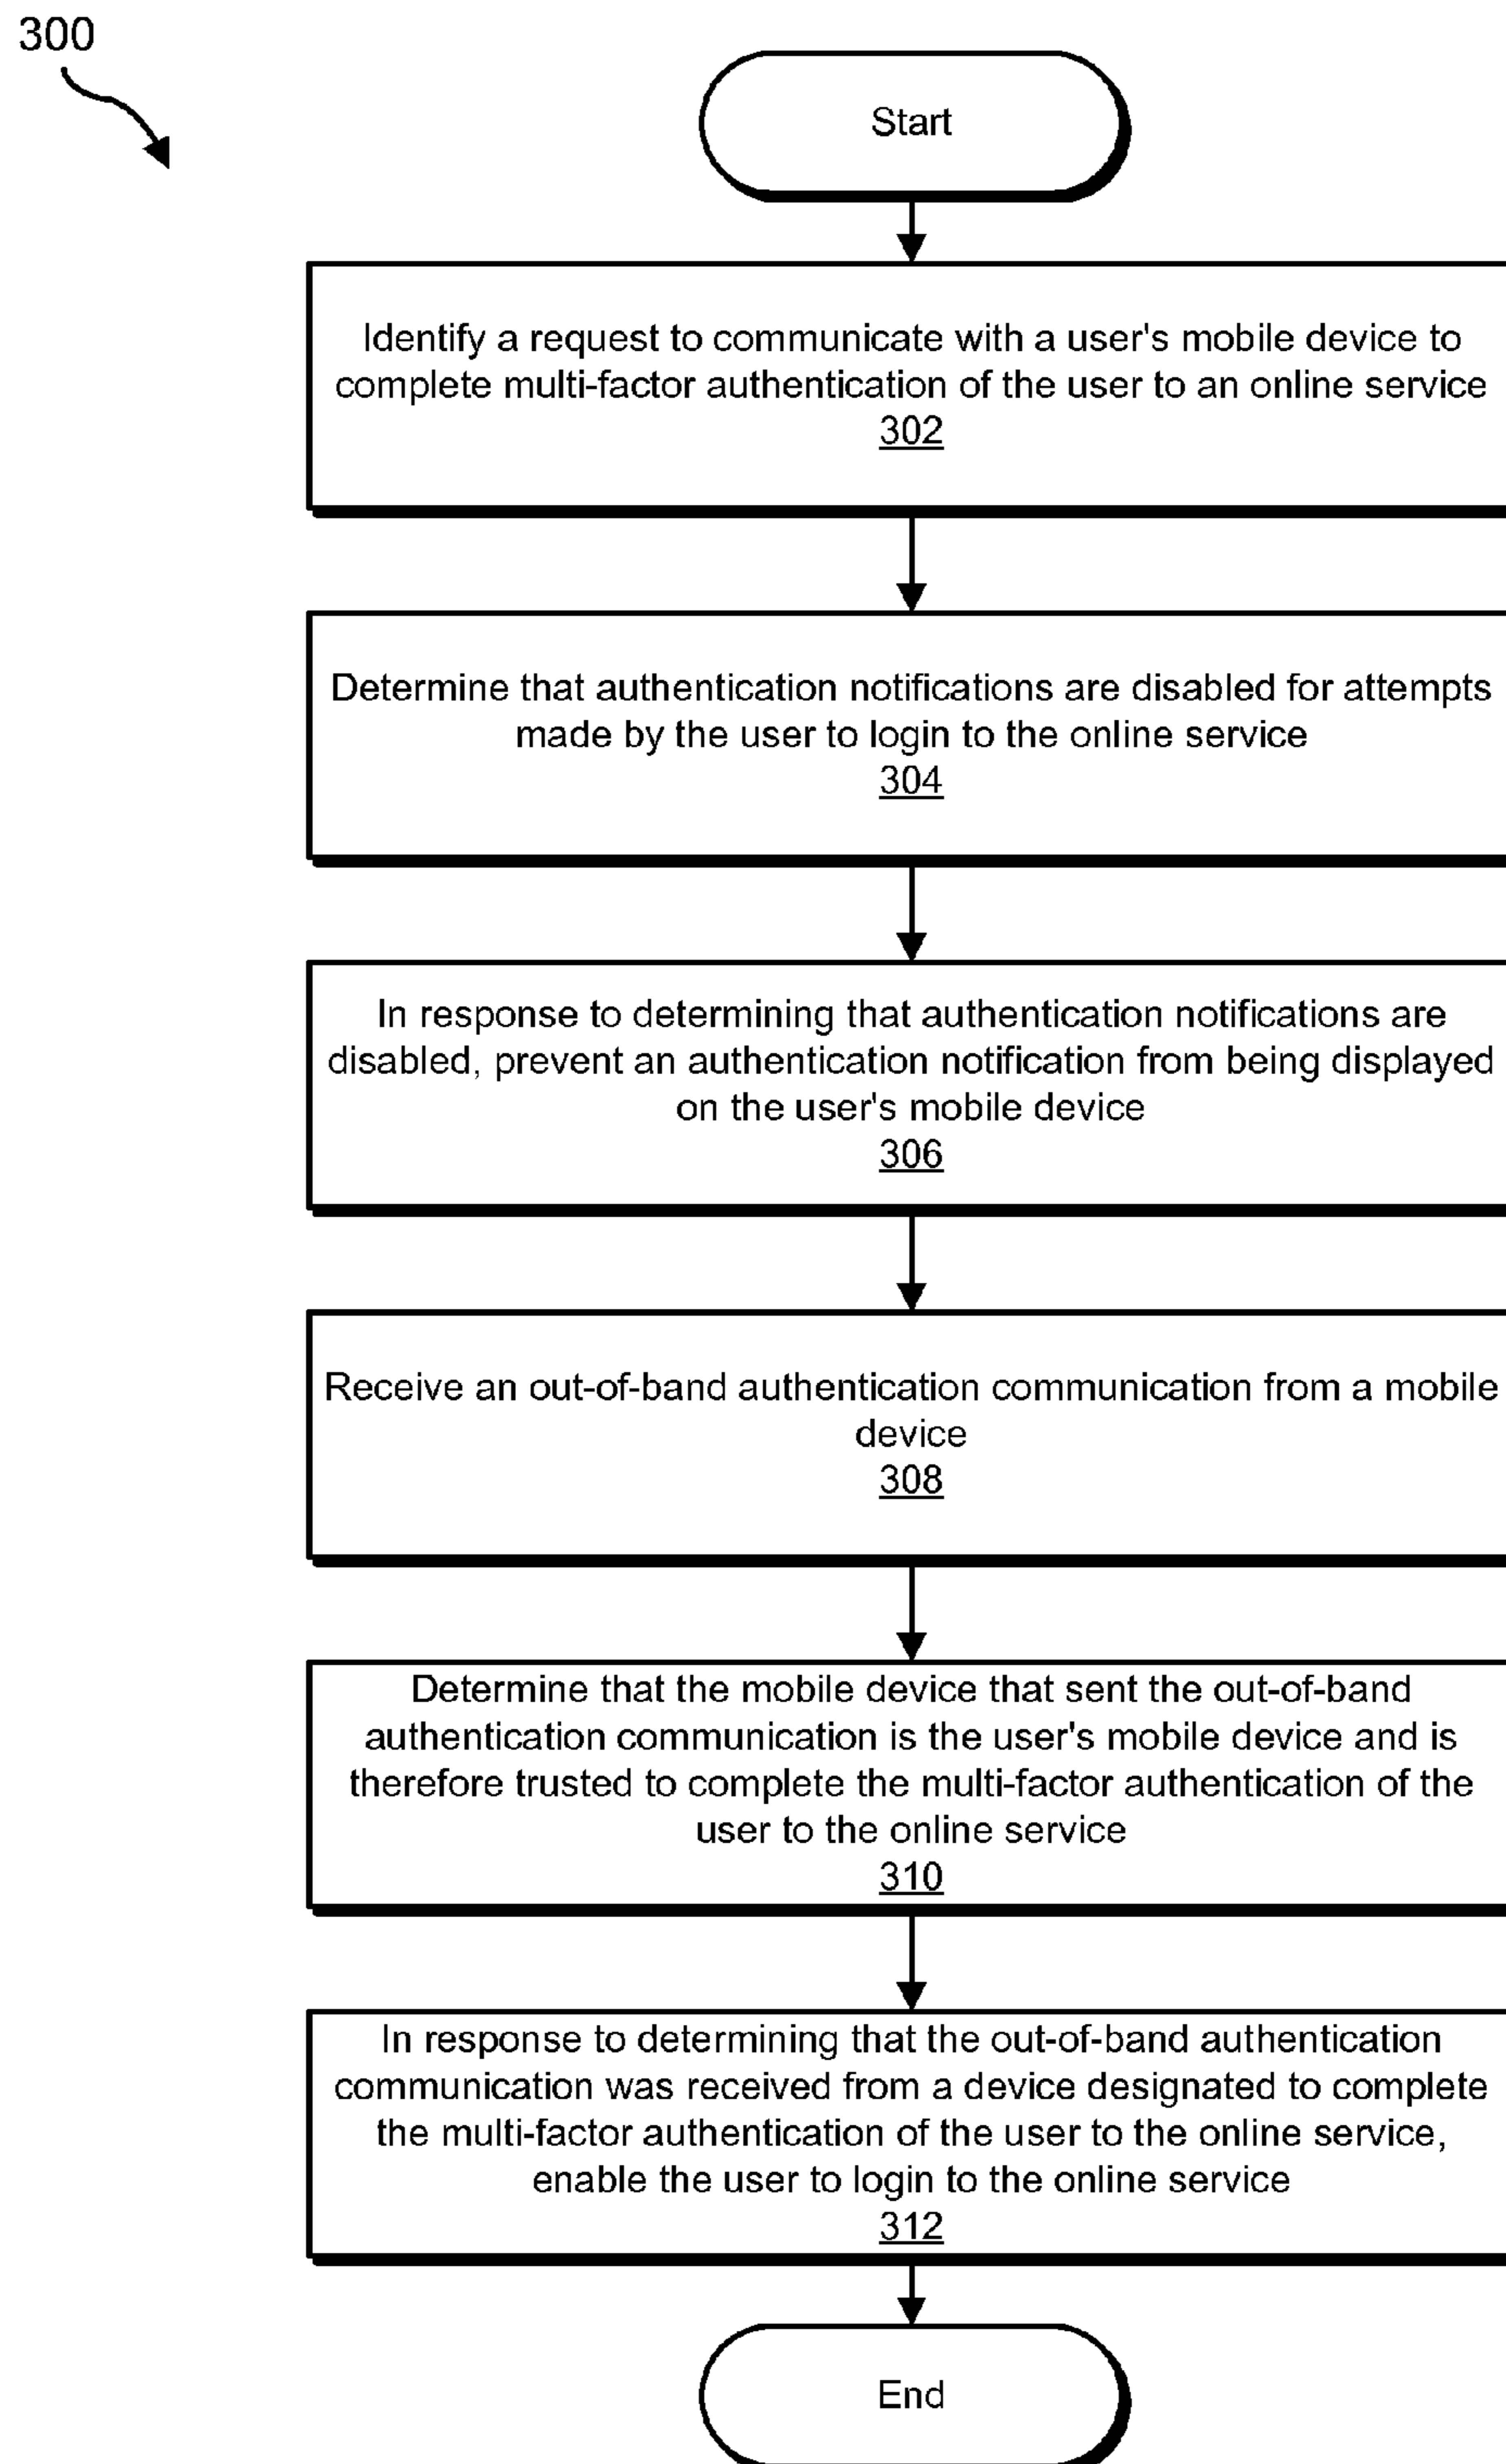 300
Start
Identify a request to communicate with a user's mobile device to
complete multi-factor authentication of the user to an online service
302
Determine that authentication notifications are disabled for attempts
made by the user to login to the online service
304
In response to determining that authentication notifications are
disabled, prevent an authentication notification from being displayed
on the user's mobile device
306
Receive an out-of-band authentication communication from a mobile
device
308
Determine that the mobile device that sent the out-of-band
authentication communication is the user's mobile device and is
therefore trusted to complete the multi-factor authentication of the
user to the online service
310
In response to determining that the out-of-band authentication
communication was received from a device designated to complete
the multi-factor authentication of the user to the online service,
enable the user to login to the online service
312
End